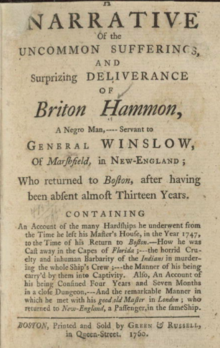 A
NARRATIVE
Of the
UNCOMMON SUFFERINGS,
AND
Surprizing DELIVERANCE
OF
Briton Hammon,
A Negro Man,---Servant to
GENERAL WINSLOW,
Of Marshfield, in NEW-ENGLAND;
Who returned to Boston, after having
been absent almost Thirteen Years.
CONTAINING
An Account of the many Hardships he underwent from
the Time he left his Master's House, in the Year 1747,
to the Time of his Return to Boston.---How he was
Cast away in the Capes of Florida;---the horrid Cru-
elty and inhuman Barbarity of the Indians in murder-
ing the whole Ship's Crew;---the Manner of his being
carry'd by them into Captivity. Also, An Account of
his being Confined Four Years and Seven Months
in a close Dungeon,---And the remarkable Manner in
which he met with his good old Master in London; who
returned to New-England, a Passenger, in the same Ship.
BOSTON, Printed and Sold by GREEN & RUSSELL,
in Queen-Street. 1760.